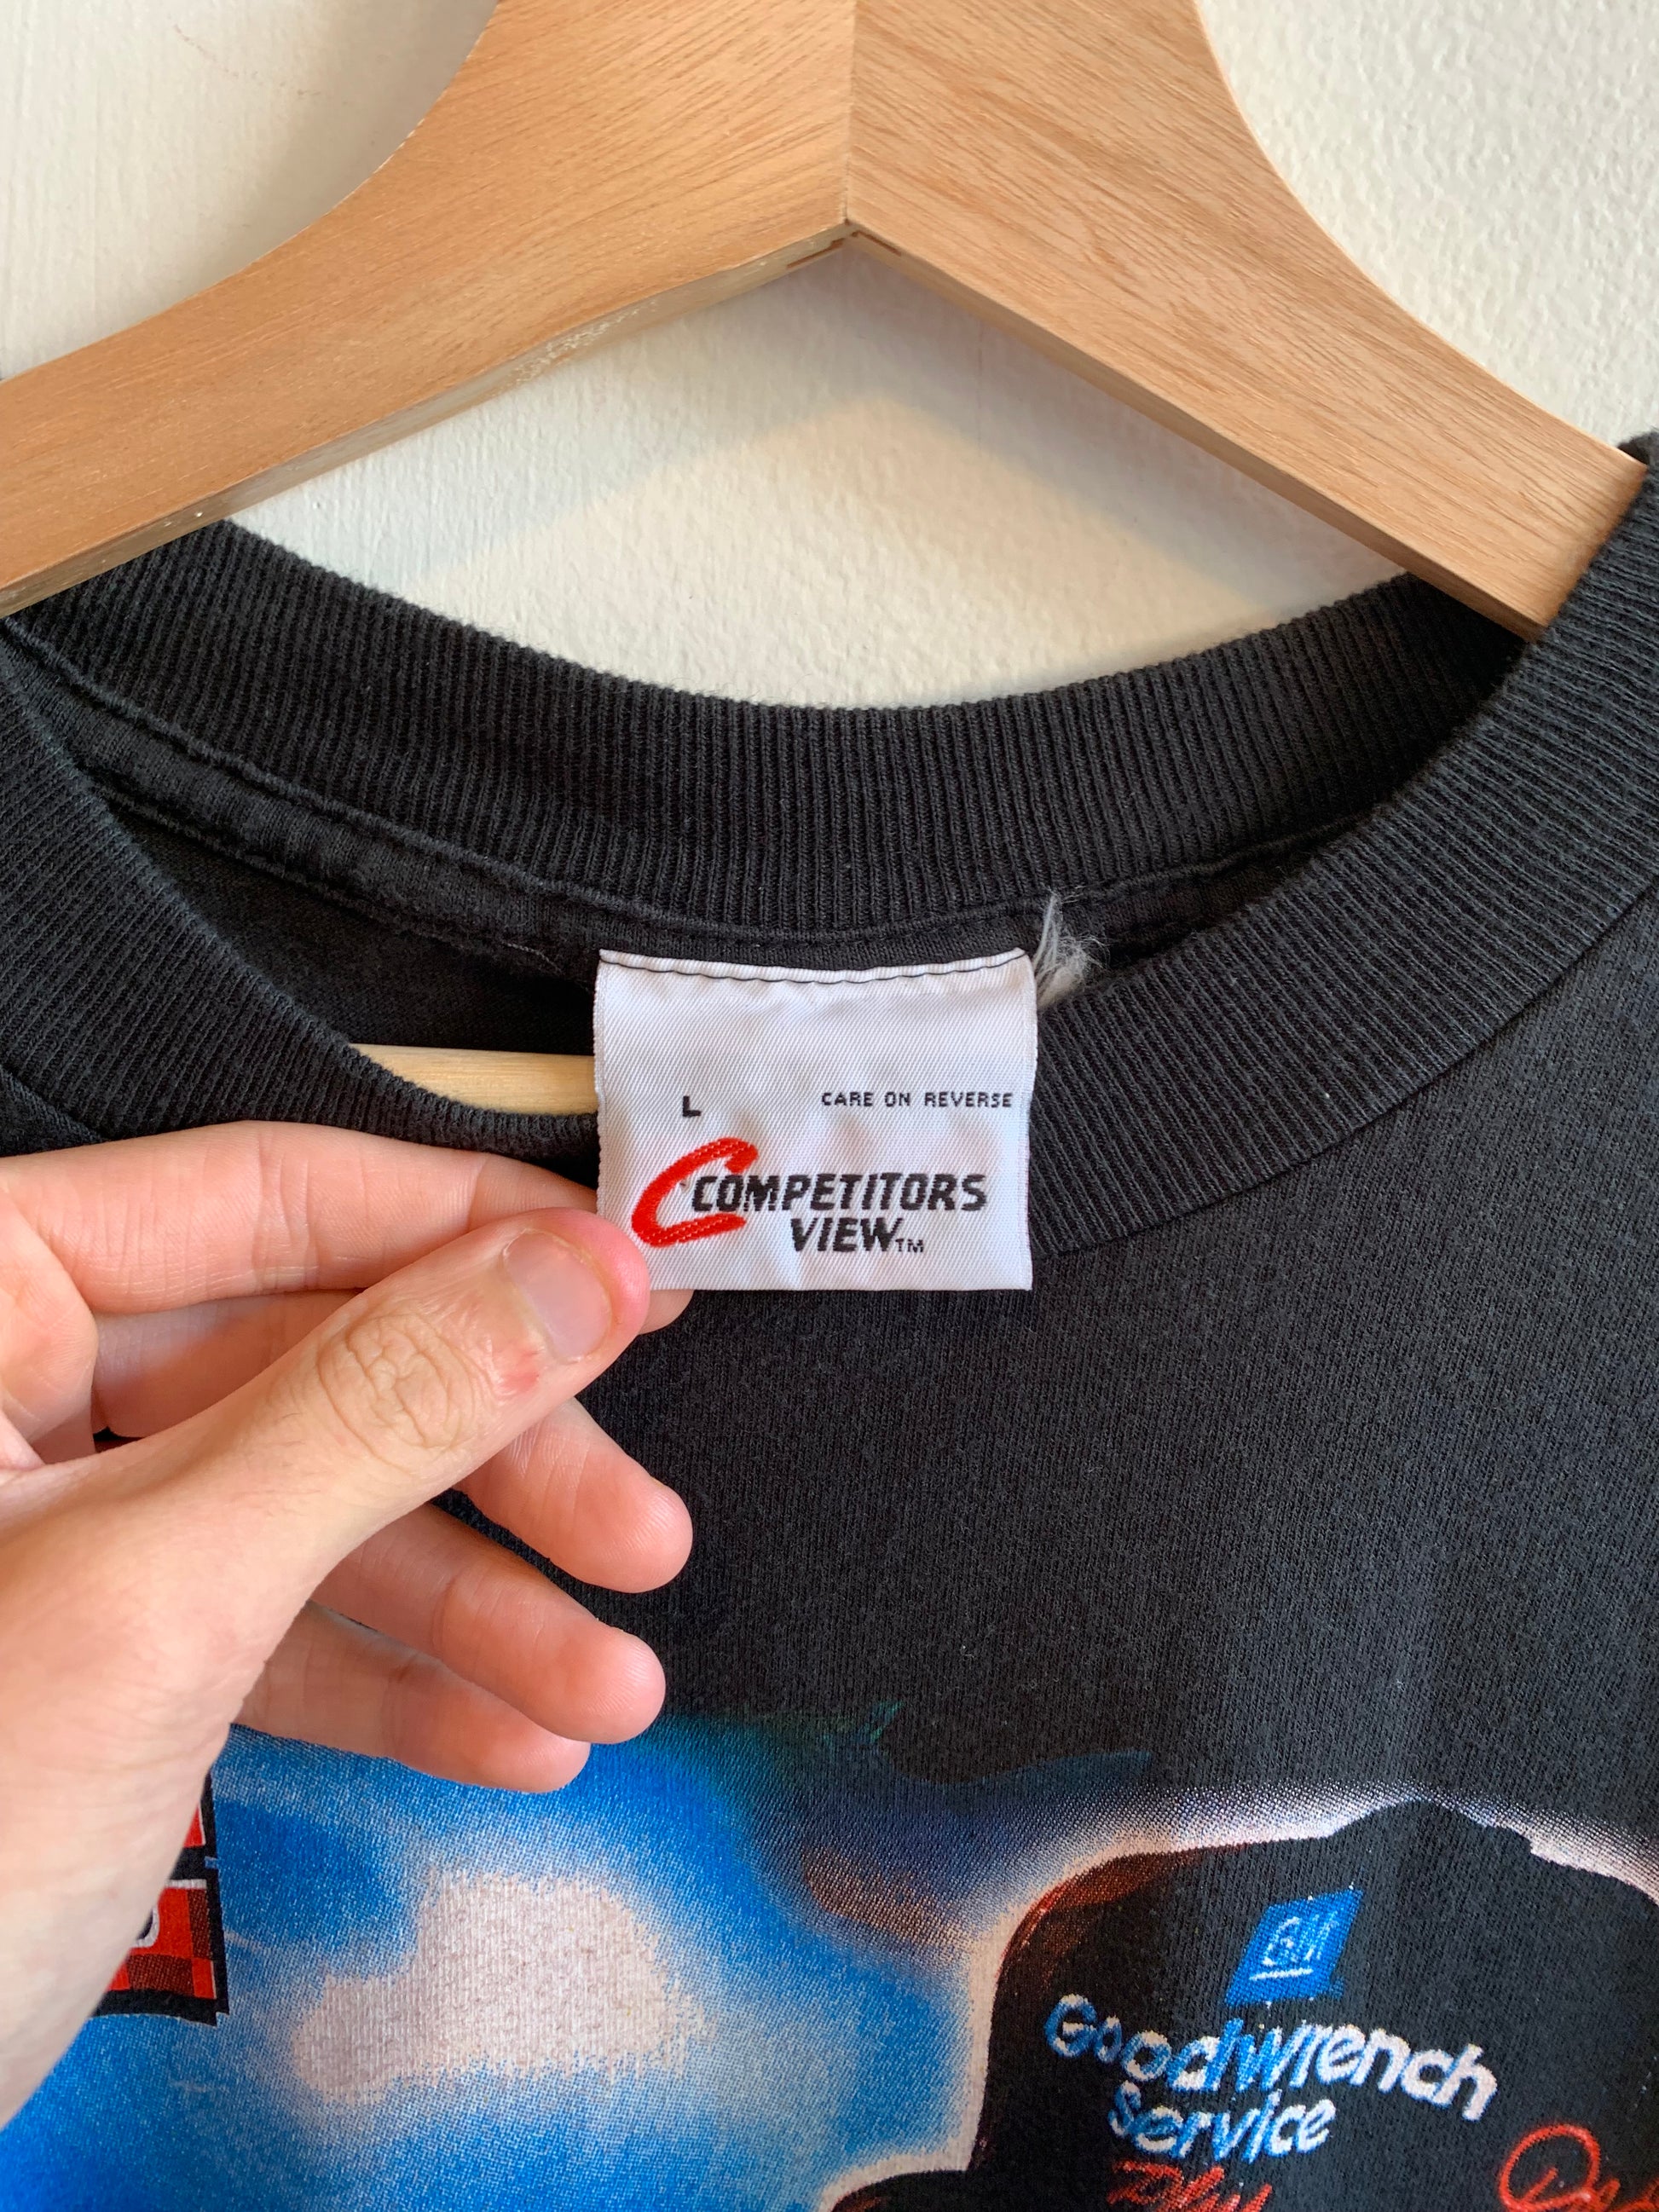 L
CARE ON REVERSE
COMPETITORS
VIEW™
GM
Goodwrench
Service